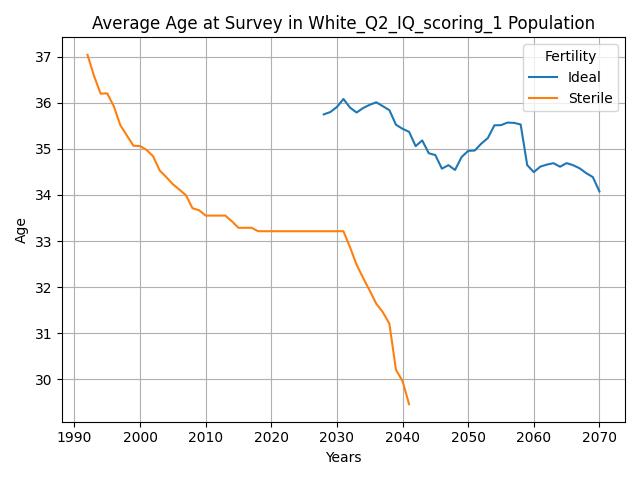 Average Age at Survey in White_Q2_IQ_scoring_1 Population
Fertility
Ideal
Sterile
37
36
35
34
33
32
31
30
Age
1990 2000 2010 2020 2030 2040 2050 2060 2070
Years